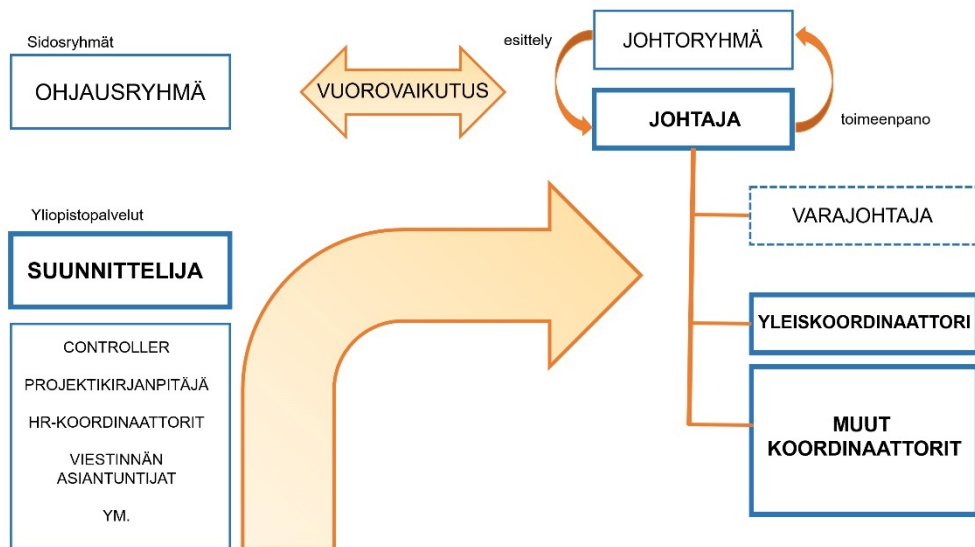 Sidosryhmät
OHJAUSRYHMÄ
VUOROVAIKUTUS
esittely
JOHTORYHMÄ
JOHTAJA
toimeenpano
VARAJOHTAJA
YLEISKOORDINAATTORI
MUUT
KOORDINAATTORIT
Yliopistopalvelut
SUUNNITTELIJA
CONTROLLER
PROJEKTIKIRJANPITÄJÄ
HR-KOORDINAATTORIT
VIESTINNÄN
ASIANTUNTIJAT
YM.